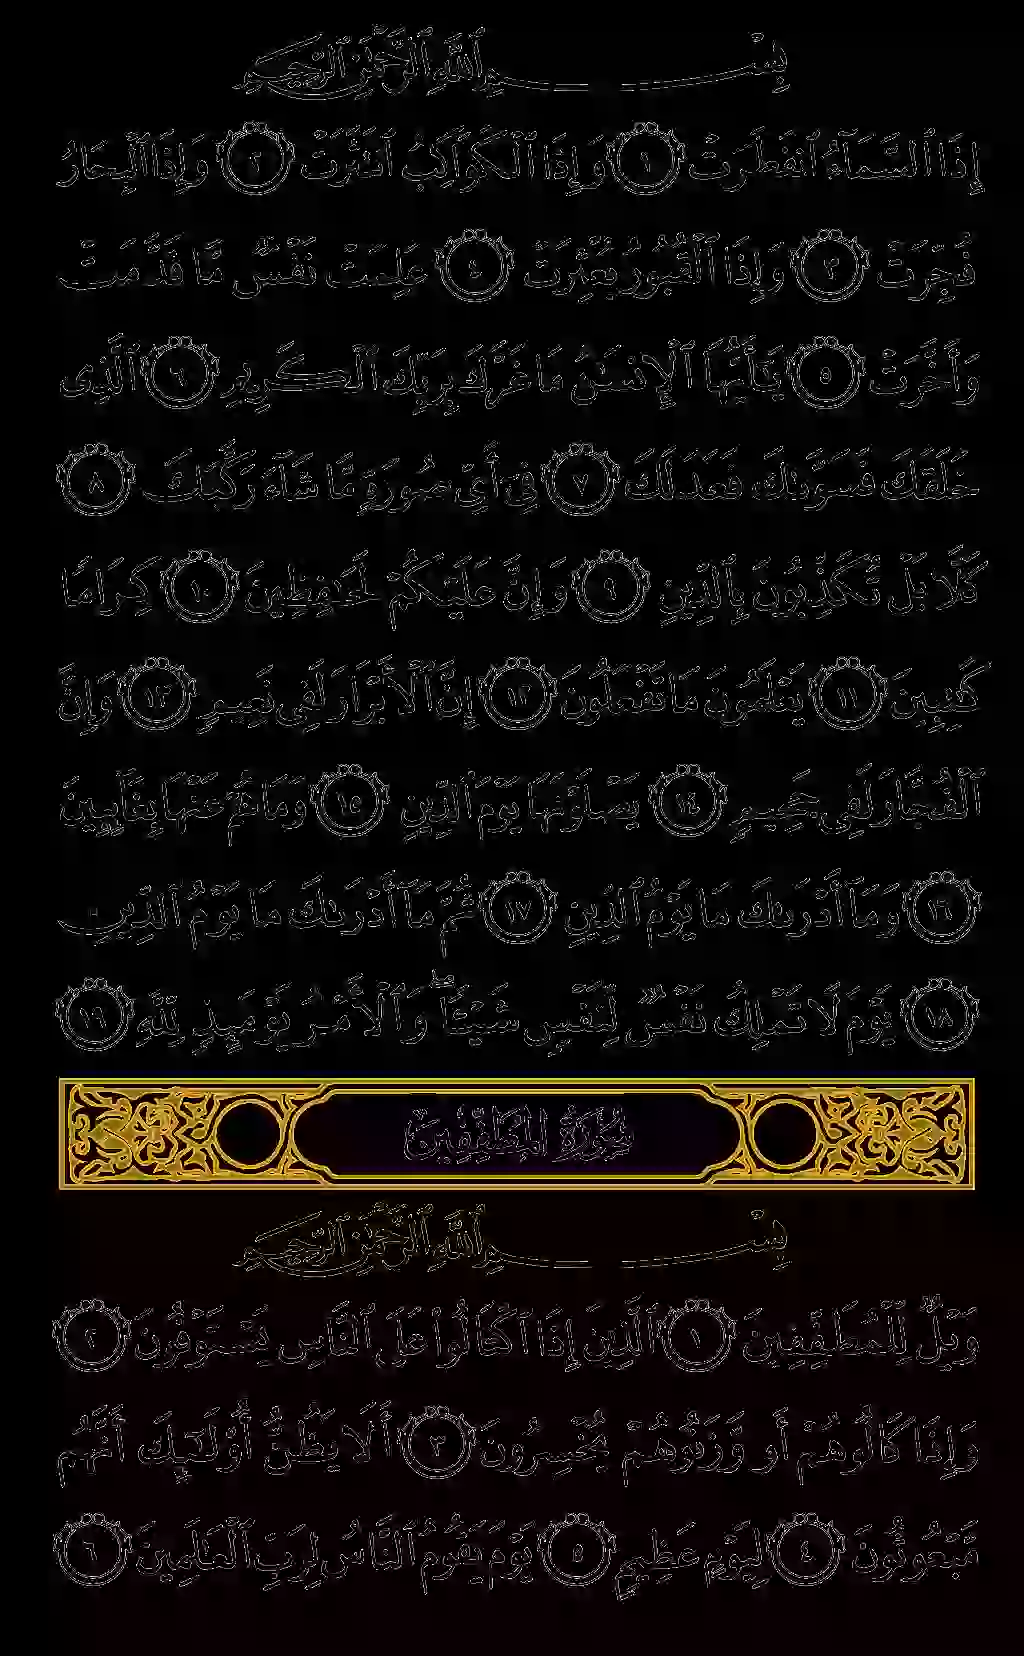 بِسْمِ ٱللَّهِ ٱلرَّحْمَٰنِ ٱلرَّحِيمِ
إِذَا ٱلسَّمَآءُ ٱنفَطَرَتْ ١ وَإِذَا ٱلْكَوَاكِبُ ٱنتَثَرَتْ ٢ وَإِذَا ٱلْبِحَارُ
فُجِّرَتْ ٣ وَإِذَا ٱلْقُبُورُ بُعْثِرَتْ ٤ عَلِمَتْ نَفْسٌ مَّا قَدَّمَتْ
وَأَخَّرَتْ ٥ يَٰٓأَيُّهَا ٱلْإِنسَٰنُ مَا غَرَّكَ بِرَبِّكَ ٱلْكَرِيمِ ٦ ٱلَّذِى
خَلَقَكَ فَسَوَّىٰكَ فَعَدَلَكَ ٧ فِىٓ أَىِّ صُورَةٍ مَّا شَآءَ رَكَّبَكَ ٨
كَلَّا بَلْ تُكَذِّبُونَ بِٱلدِّينِ ٩ وَإِنَّ عَلَيْكُمْ لَحَٰفِظِينَ ١٠ كِرَامًا
كَٰتِبِينَ ١١ يَعْلَمُونَ مَا تَفْعَلُونَ ١٢ إِنَّ ٱلْأَبْرَارَ لَفِى نَعِيمٍ ١٣ وَإِنَّ
ٱلْفُجَّارَ لَفِى جَحِيمٍ ١٤ يَصْلَوْنَهَا يَوْمَ ٱلدِّينِ ١٥ وَمَا هُمْ عَنْهَا بِغَآئِبِينَ
١٦ وَمَآ أَدْرَىٰكَ مَا يَوْمُ ٱلدِّينِ ١٧ ثُمَّ مَآ أَدْرَىٰكَ مَا يَوْمُ ٱلدِّينِ
١٨ يَوْمَ لَا تَمْلِكُ نَفْسٌ لِّنَفْسٍ شَيْـًٔا ۖ وَٱلْأَمْرُ يَوْمَئِذٍ لِّلَّهِ ١٩
سُورَةُ المُطَفِّفِينَ
بِسْمِ ٱللَّهِ ٱلرَّحْمَٰنِ ٱلرَّحِيمِ
وَيْلٌ لِّلْمُطَفِّفِينَ ١ ٱلَّذِينَ إِذَا ٱكْتَالُوا۟ عَلَى ٱلنَّاسِ يَسْتَوْفُونَ ٢
وَإِذَا كَالُوهُمْ أَو وَّزَنُوهُمْ يُخْسِرُونَ ٣ أَلَا يَظُنُّ أُو۟لَٰٓئِكَ أَنَّهُم
مَّبْعُوثُونَ ٤ لِيَوْمٍ عَظِيمٍ ٥ يَوْمَ يَقُومُ ٱلنَّاسُ لِرَبِّ ٱلْعَٰلَمِينَ ٦